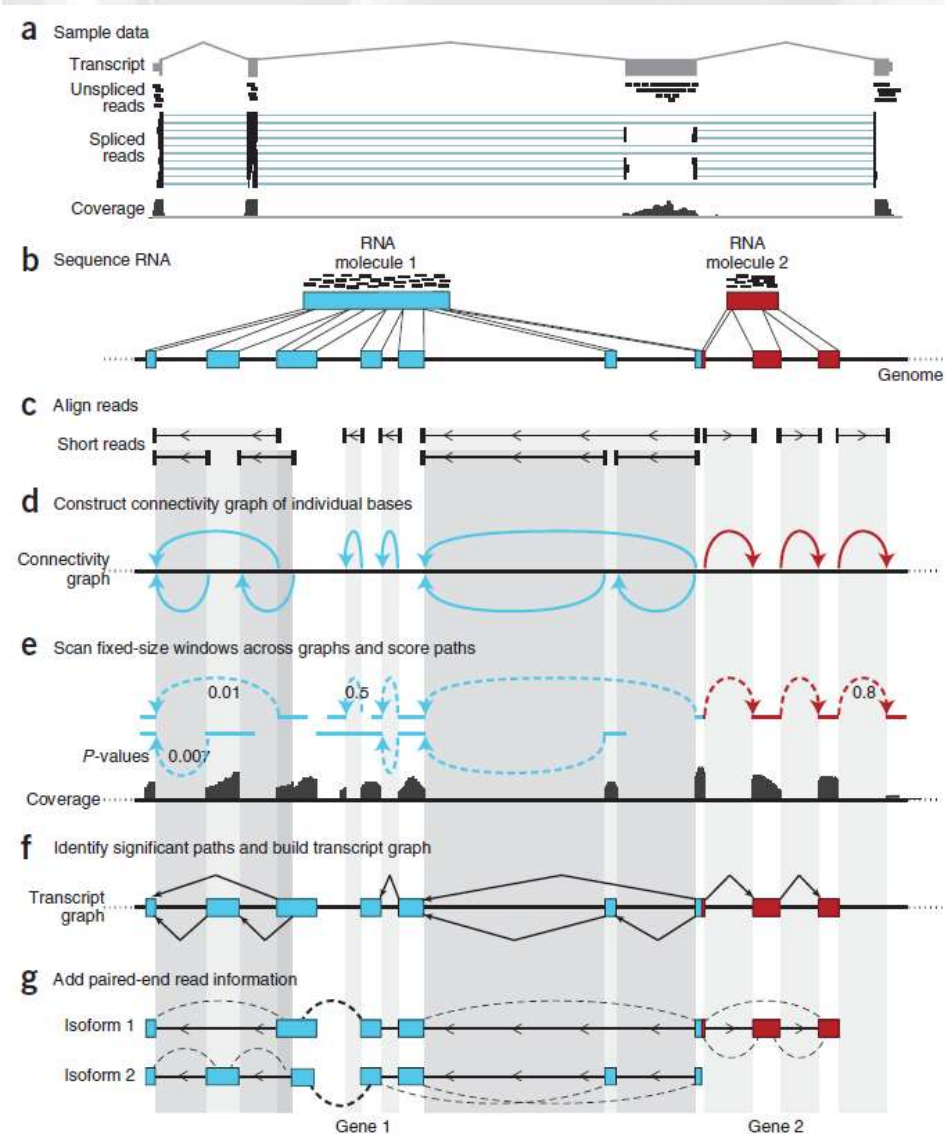 a Sample data
Transcript
Unspliced
reads
Spliced
reads
Coverage
b Sequence RNA
RNA
molecule 1
RNA
molecule 2
Genome
c Align reads
Short reads
d Construct connectivity graph of individual bases
Connectivity
graph
e Scan fixed-size windows across graphs and score paths
0.01
0.5
0.8
P-values
0.007
Coverage
f Identify significant paths and build transcript graph
Transcript
graph
g Add paired-end read information
Isoform 1
Isoform 2
Gene 1
Gene 2